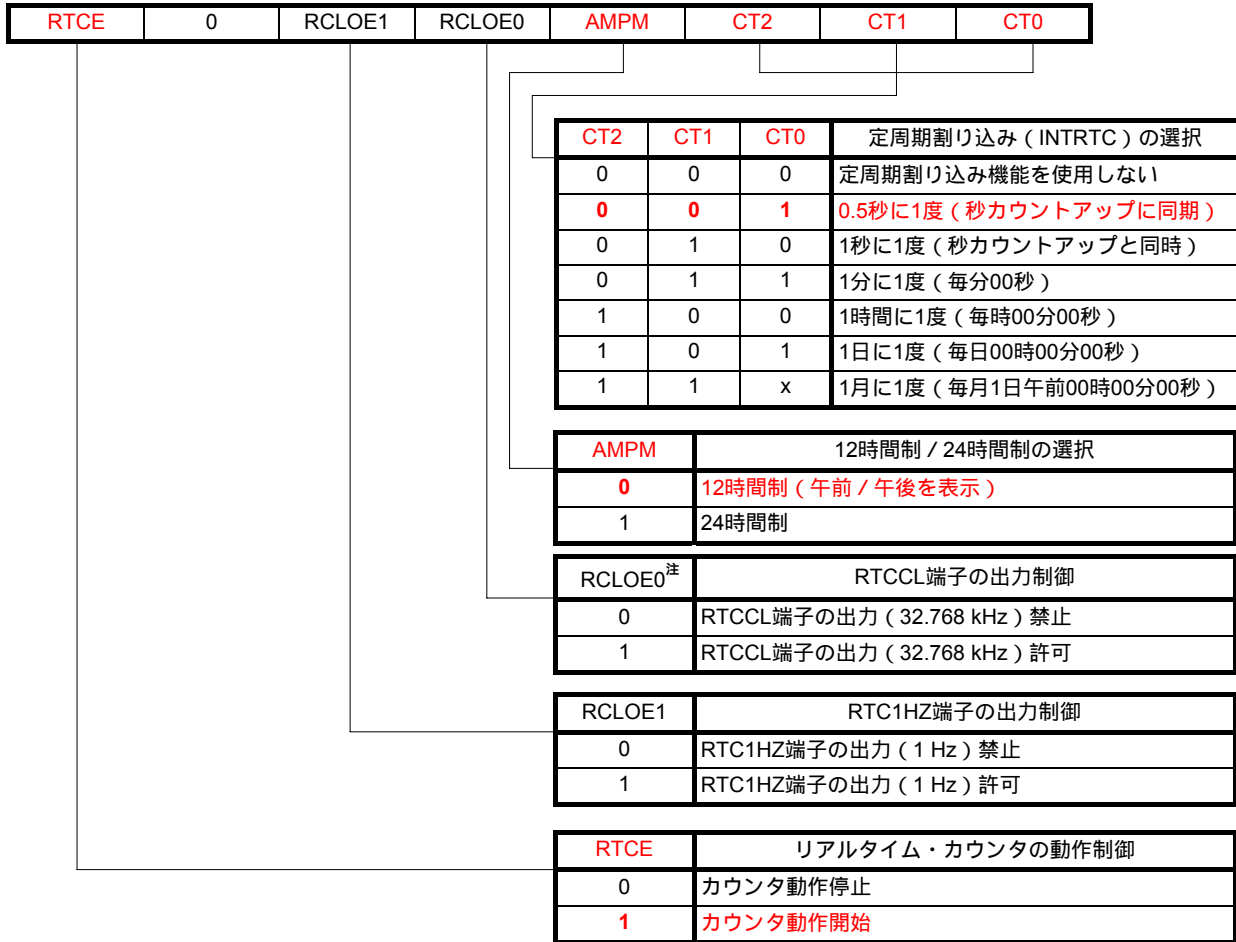 RTCE 0 RCLOE1 RCLOE0 AMPM CT2 CT1 CT0
CT2 CT1 CT0 定周期割り込み(INTRTC)の選択
0 0 0 定周期割り込み機能を使用しない
0 0 1 0.5秒に1度(秒カウントアップに同期)
0 1 0 1秒に1度(秒カウントアップと同時)
0 1 1 1分に1度(毎分00秒)
1 0 0 1時間に1度(毎時00分00秒)
1 0 1 1日に1度(毎日00時00分00秒)
1 1 x 1月に1度(毎月1日午前00時00分00秒)
AMPM 12時間制/24時間制の選択
0 12時間制(午前/午後を表示)
1 24時間制
RCLOE0注 RTCCL端子の出力制御
0 RTCCL端子の出力(32.768 kHz)禁止
1 RTCCL端子の出力(32.768 kHz)許可
RCLOE1 RTC1HZ端子の出力制御
0 RTC1HZ端子の出力(1 Hz)禁止
1 RTC1HZ端子の出力(1 Hz)許可
RTCE リアルタイム・カウンタの動作制御
0 カウンタ動作停止
1 カウンタ動作開始